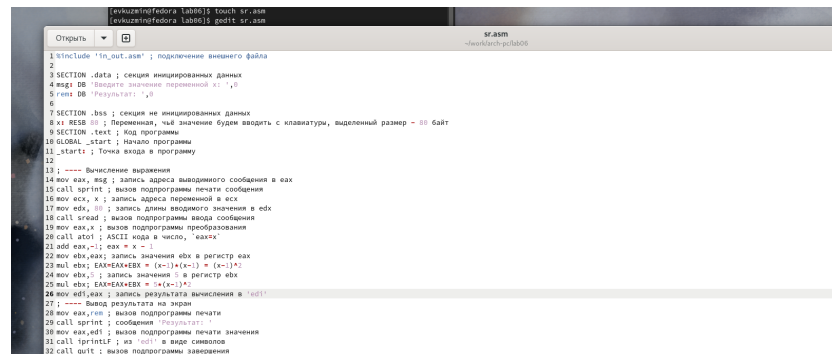 [evkuzmin@fedora lab06]$ touch sr.asm
[evkuzmin@fedora lab06]$ gedit sr.asm
Открыть
sr.asm
~/work/arch-pc/lab06
1 %include 'in_out.asm' ; подключение внешнего файла
2
3 SECTION .data ; секция инициированных данных
4 msg: DB 'Введите значение переменной x: ',0
5 rem: DB 'Результат: ',0
6
7 SECTION .bss ; секция не инициированных данных
8 x: RESB 80 ; Переменная, чьё значение будем вводить с клавиатуры, выделенный размер - 80 байт
9 SECTION .text ; Код программы
10 GLOBAL _start ; Начало программы
11 _start: ; Точка входа в программу
12
13 ; ---- Вычисление выражения
14 mov eax, msg ; запись адреса выводимиого сообщения в eax
15 call sprint ; вызов подпрограммы печати сообщения
16 mov ecx, x ; запись адреса переменной в ecx
17 mov edx, 80 ; запись длины вводимого значения в edx
18 call sread ; вызов подпрограммы ввода сообщения
19 mov eax,x ; вызов подпрограммы преобразования
20 call atoi ; ASCII кода в число, `eax=x`
21 add eax,-1; eax = x - 1
22 mov ebx,eax; запись значения ebx в регистр eax
23 mul ebx; EAX=EAX*EBX = (x-1)*(x-1) = (x-1)^2
24 mov ebx,5 ; запись значения 5 в регистр ebx
25 mul ebx; EAX=EAX*EBX = 5*(x-1)^2
26 mov edi,eax ; запись результата вычисления в 'edi'
27 ; ---- Вывод результата на экран
28 mov eax,rem ; вызов подпрограммы печати
29 call sprint ; сообщения 'Результат: '
30 mov eax,edi ; вызов подпрограммы печати значения
31 call iprintLF ; из 'edi' в виде символов
32 call quit ; вызов подпрограммы завершения